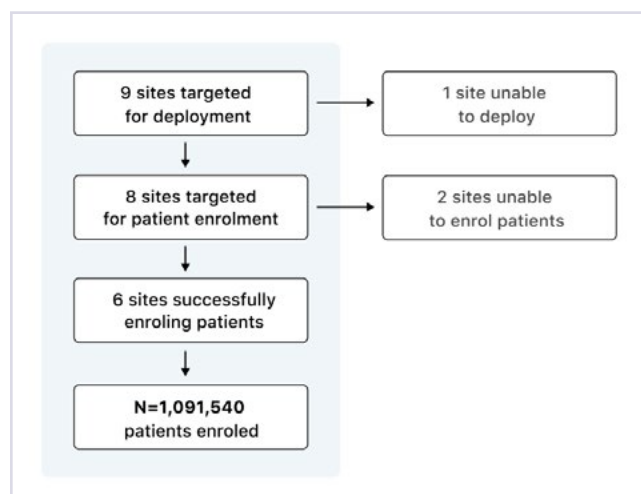 9 sites targeted
for deployment
1 site unable
to deploy
8 sites targeted
for patient enrolment
2 sites unable
to enrol patients
6 sites successfully
enroling patients
N=1,091,540
patients enroled